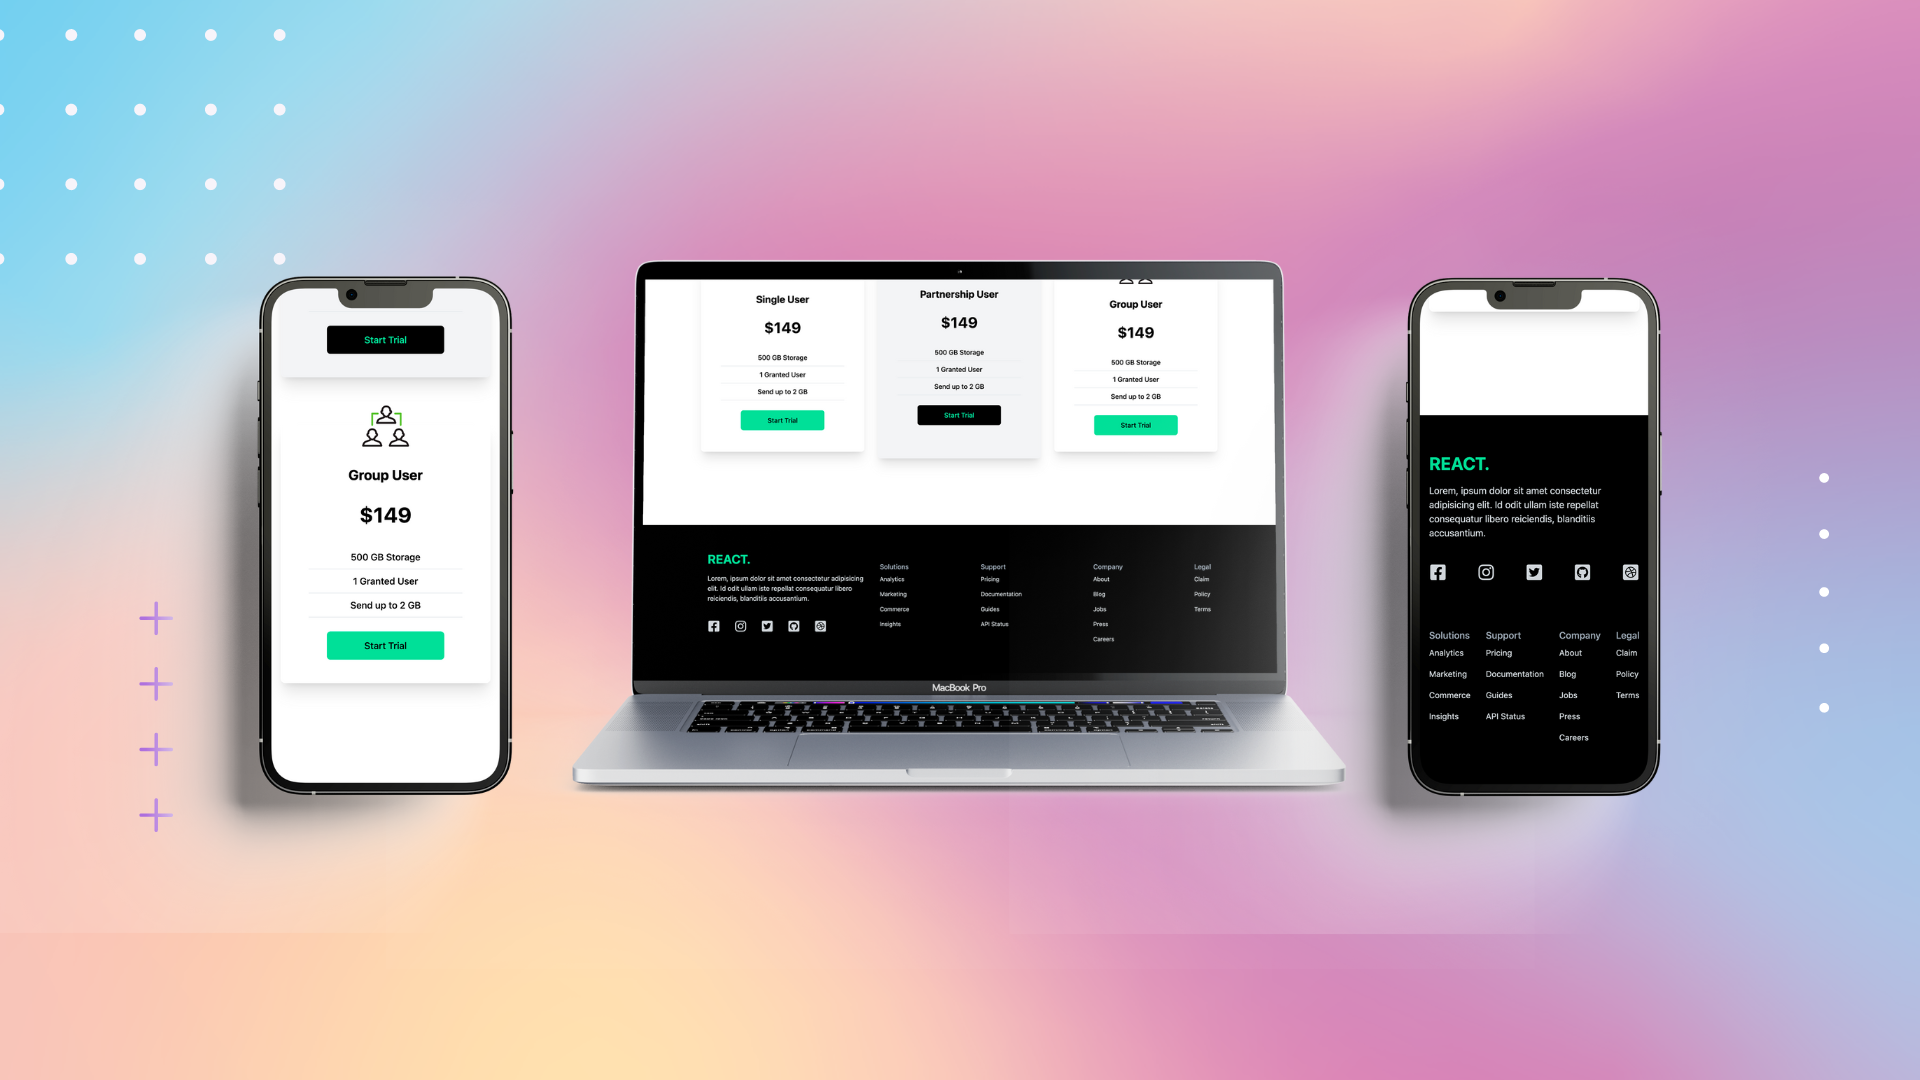 Start Trial
Group User
$149
500 GB Storage
1 Granted User
Send up to 2 GB
Start Trial
Single User
$149
500 GB Storage
1 Granted User
Send up to 2 GB
Start Trial
Partnership User
$149
500 GB Storage
1 Granted User
Send up to 2 GB
Start Trial
Group User
$149
500 GB Storage
1 Granted User
Send up to 2 GB
Start Trial
REACT.
Lorem, ipsum dolor sit amet consectetur adipisicing
elit. Id odit ullam iste repellat consequatur libero
reiciendis, blanditiis accusantium.
Solutions
Analytics
Marketing
Commerce
Insights
Support
Pricing
Documentation
Guides
API Status
Company
About
Blog
Jobs
Press
Careers
Legal
Claim
Policy
Terms
MacBook Pro
REACT.
Lorem, ipsum dolor sit amet consectetur
adipisicing elit. Id odit ullam iste repellat
consequatur libero reiciendis, blanditiis
accusantium.
Solutions
Analytics
Marketing
Commerce
Insights
Support
Pricing
Documentation
Guides
API Status
Company
About
Blog
Jobs
Press
Careers
Legal
Claim
Policy
Terms